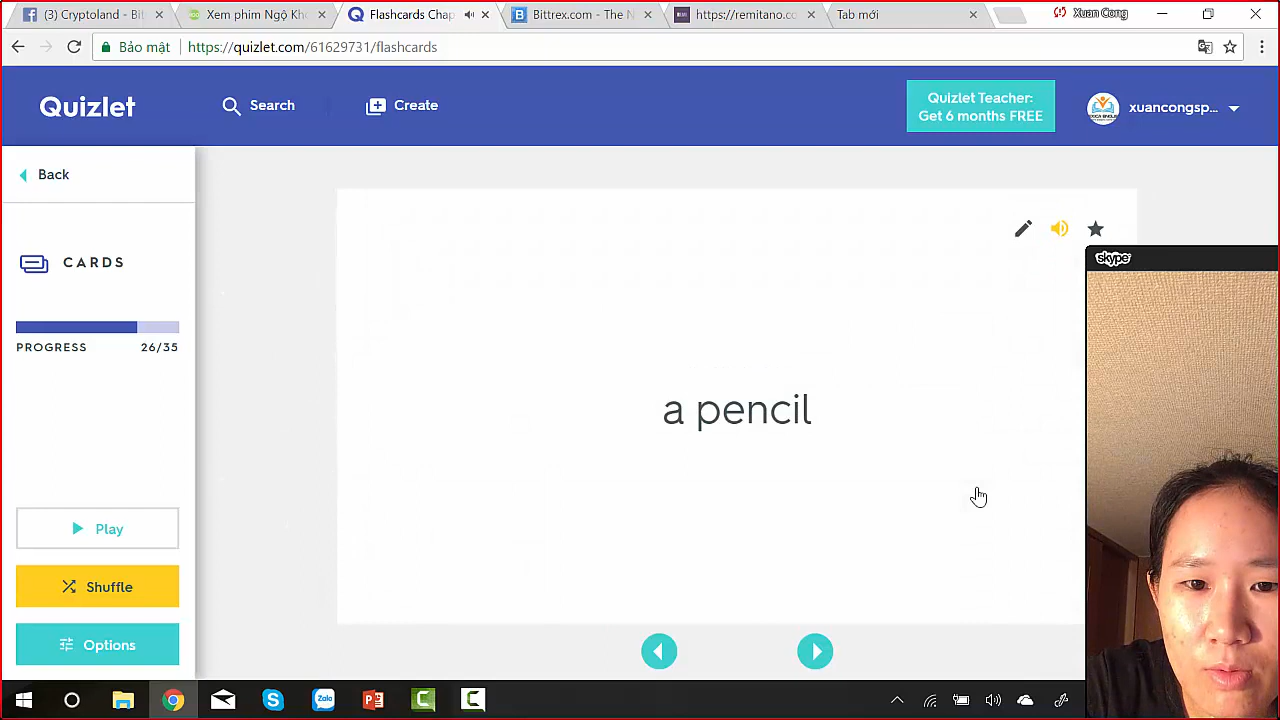 (3) Cryptoland - Bit
Xem phim Ngộ Kh
Flashcards Chap
Bittrex.com - The N
https://remitano.c
Tab mới
Xuan Cong
Bảo mật
https://quizlet.com/61629731/flashcards
Quizlet
Search
Create
Quizlet Teacher:
Get 6 months FREE
xuancongsp...
Back
CARDS
PROGRESS 26/35
a pencil
skype
Play
Shuffle
Options
Zalo